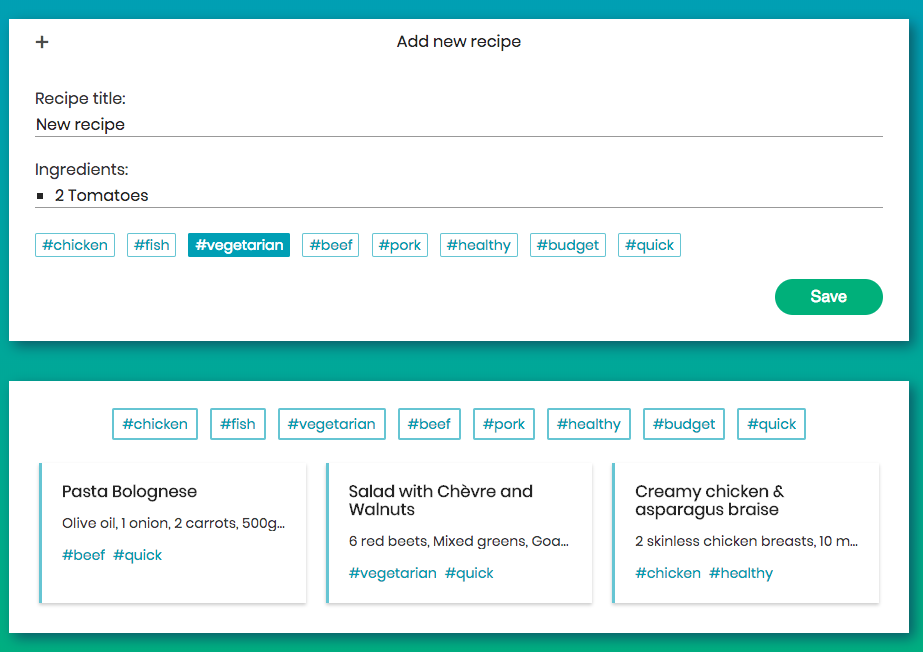 + Add new recipe
Recipe title:
New recipe
Ingredients:
▪ 2 Tomatoes
#chicken #fish #vegetarian #beef #pork #healthy #budget #quick
Save
#chicken #fish #vegetarian #beef #pork #healthy #budget #quick
Pasta Bolognese
Olive oil, 1 onion, 2 carrots, 500g...
#beef #quick
Salad with Chèvre and
Walnuts
6 red beets, Mixed greens, Goa...
#vegetarian #quick
Creamy chicken &
asparagus braise
2 skinless chicken breasts, 10 m...
#chicken #healthy